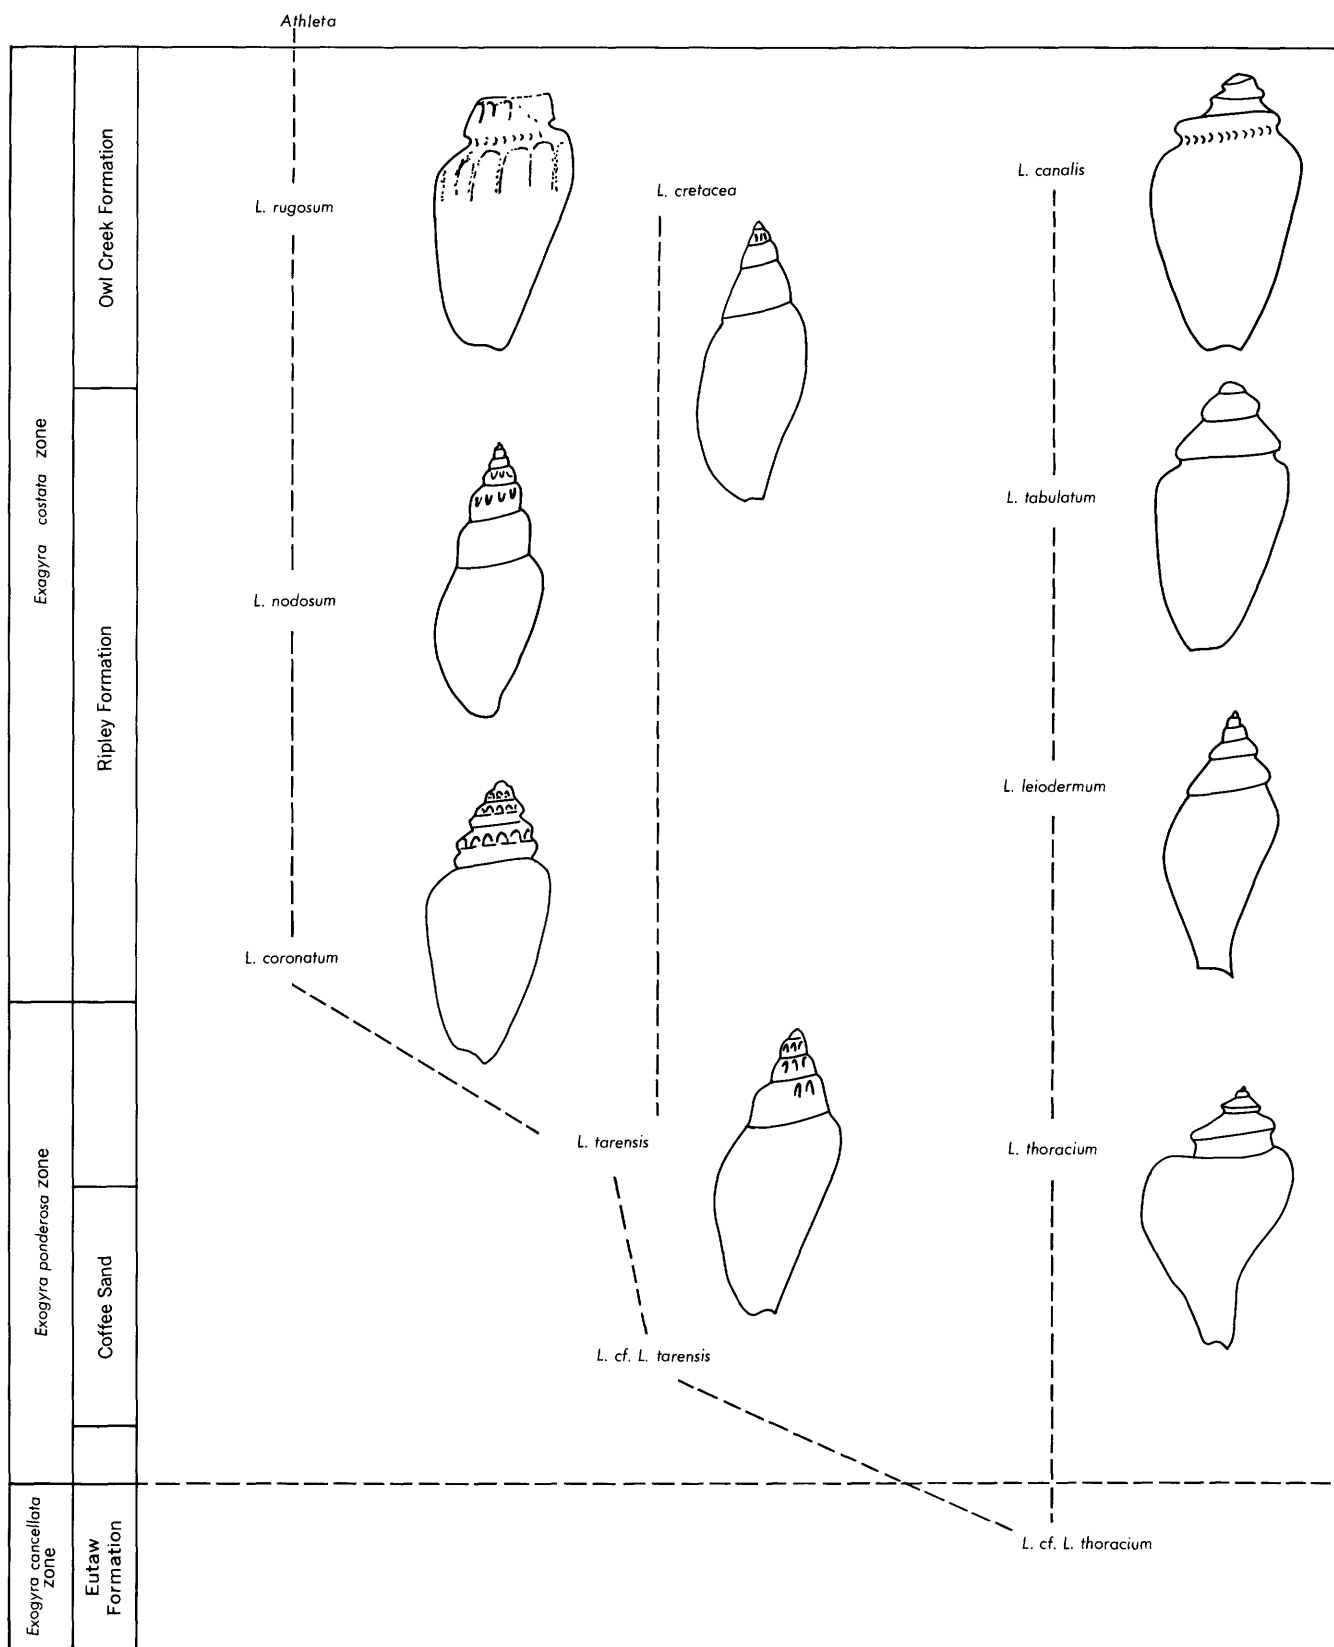 Athleta
Owl Creek Formation
L. rugosum
L. cretacea
L. canalis
Exagyra costata zone
L. tabulatum
L. nodosum
Ripley Formation
L. leiodermum
L. coronatum
L. tarensis
L. thoracium
Exogyra ponderosa zone
Coffee Sand
L. cf. L. tarensis
L. cf. L. thoracium
Exogyra cancellata
zone
Eutaw
Formation